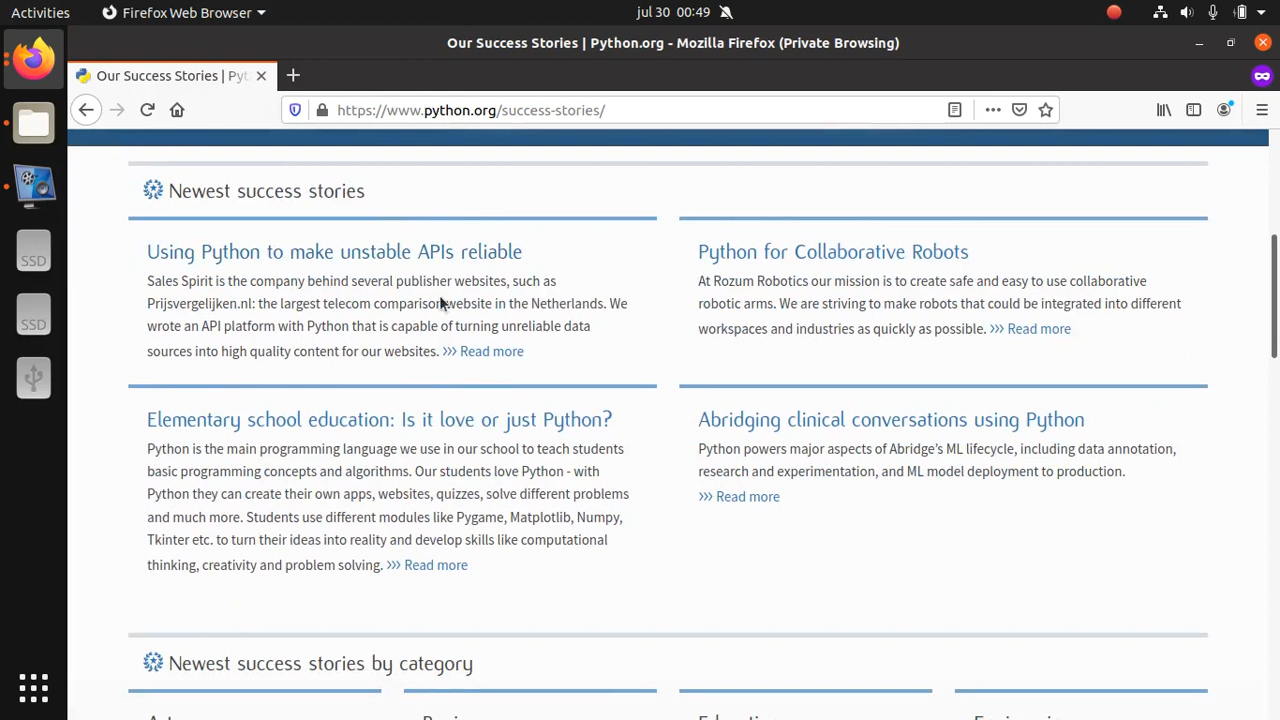 Activities
Firefox Web Browser
jul 30 00:49
Our Success Stories | Python.org - Mozilla Firefox (Private Browsing)
Our Success Stories | Pyt
https://www.python.org/success-stories/
Newest success stories
Using Python to make unstable APIs reliable
Sales Spirit is the company behind several publisher websites, such as
Prijsvergelijken.nl: the largest telecom comparison website in the Netherlands. We
wrote an API platform with Python that is capable of turning unreliable data
sources into high quality content for our websites. >>> Read more
Python for Collaborative Robots
At Rozum Robotics our mission is to create safe and easy to use collaborative
robotic arms. We are striving to make robots that could be integrated into different
workspaces and industries as quickly as possible. >>> Read more
Elementary school education: Is it love or just Python?
Python is the main programming language we use in our school to teach students
basic programming concepts and algorithms. Our students love Python - with
Python they can create their own apps, websites, quizzes, solve different problems
and much more. Students use different modules like Pygame, Matplotlib, Numpy,
Tkinter etc. to turn their ideas into reality and develop skills like computational
thinking, creativity and problem solving. >>> Read more
Abridging clinical conversations using Python
Python powers major aspects of Abridge’s ML lifecycle, including data annotation,
research and experimentation, and ML model deployment to production.
>>> Read more
Newest success stories by category
SSD
SSD